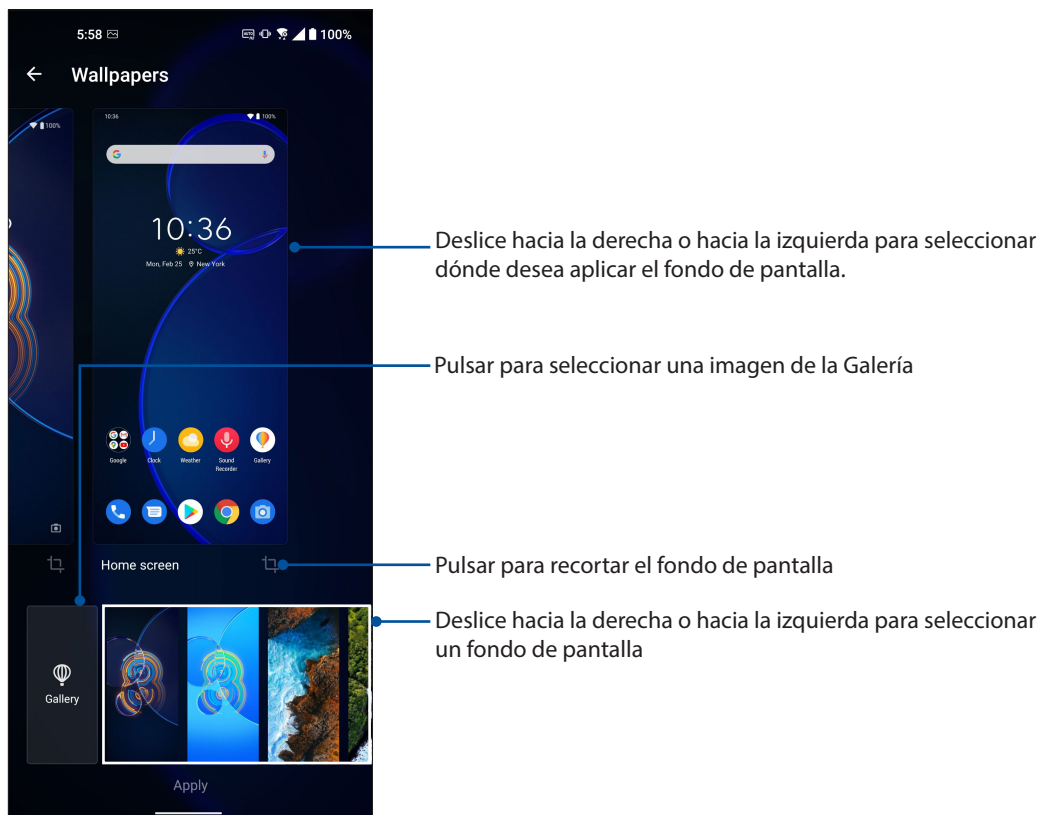 5:58
100%
Wallpapers
100%
10:36
100%
10:36
25°C
Mon, Feb 25 New York
Deslice hacia la derecha o hacia la izquierda para seleccionar
dónde desea aplicar el fondo de pantalla.
Pulsar para seleccionar una imagen de la Galería
Google
Clock
Weather
Sound
Recorder
Gallery
Home screen
Pulsar para recortar el fondo de pantalla
Deslice hacia la derecha o hacia la izquierda para seleccionar
un fondo de pantalla
Gallery
Apply